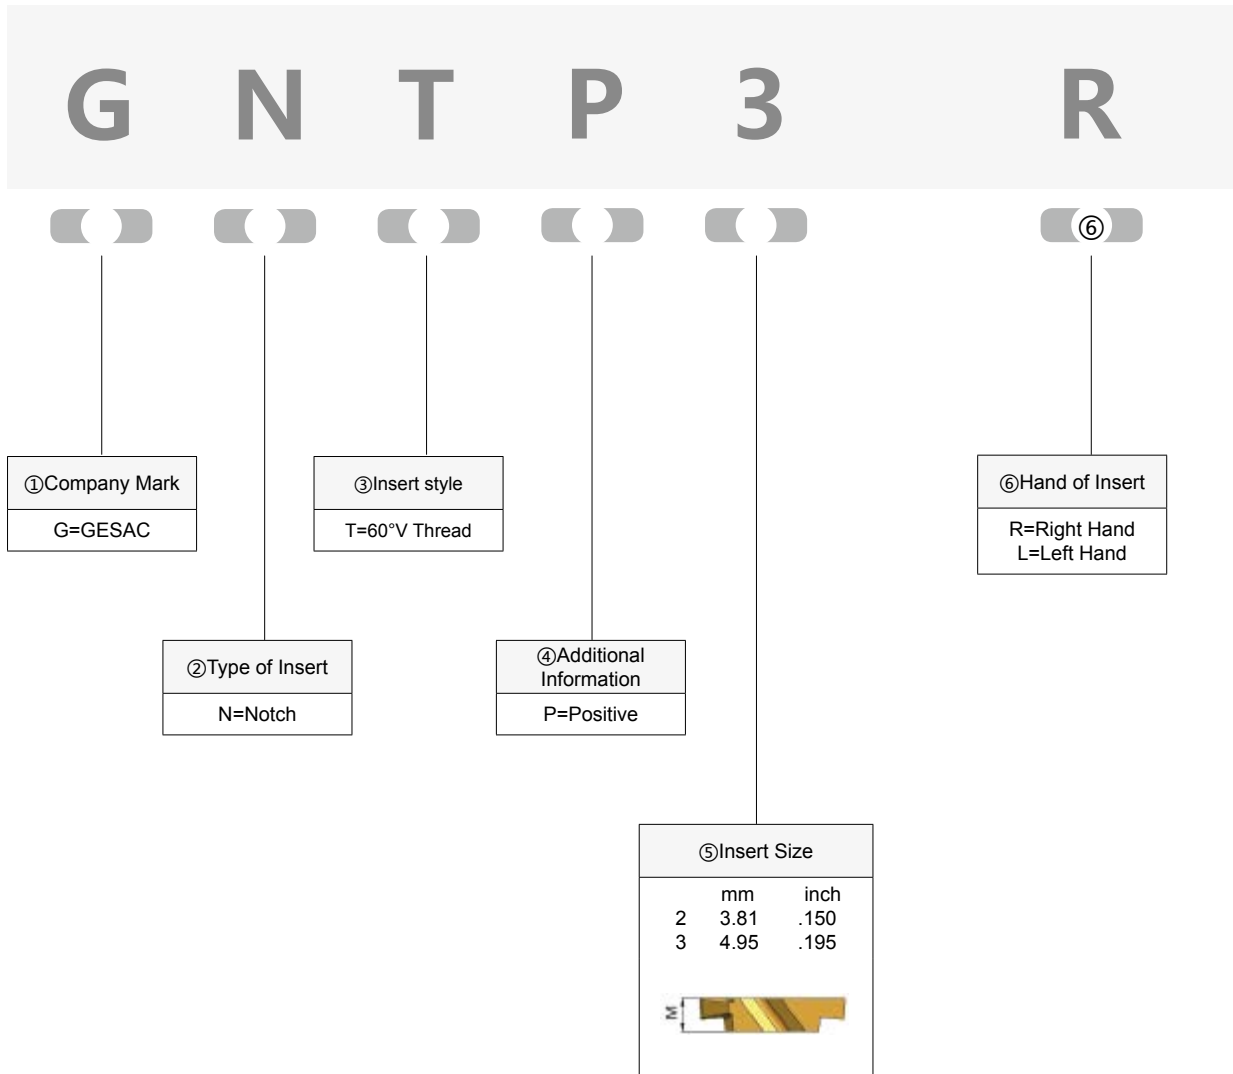 G N T P 3 R
⑥
①Company Mark
G=GESAC
③Insert style
T=60°V Thread
⑥Hand of Insert
R=Right Hand
L=Left Hand
②Type of Insert
N=Notch
④Additional
Information
P=Positive
⑤Insert Size
mm inch
2 3.81 .150
3 4.95 .195
M